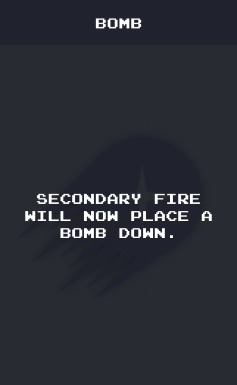 BOMB
SECONDARY FIRE
WILL NOW PLACE A
BOMB DOWN.